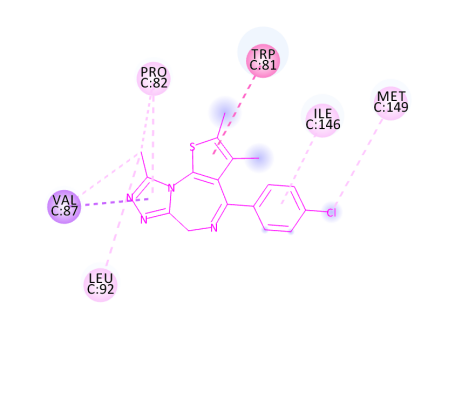 TRP
C:81
PRO
C:82
MET
C:149
ILE
C:146
S
VAL
C:87
N
N
N
N
Cl
LEU
C:92